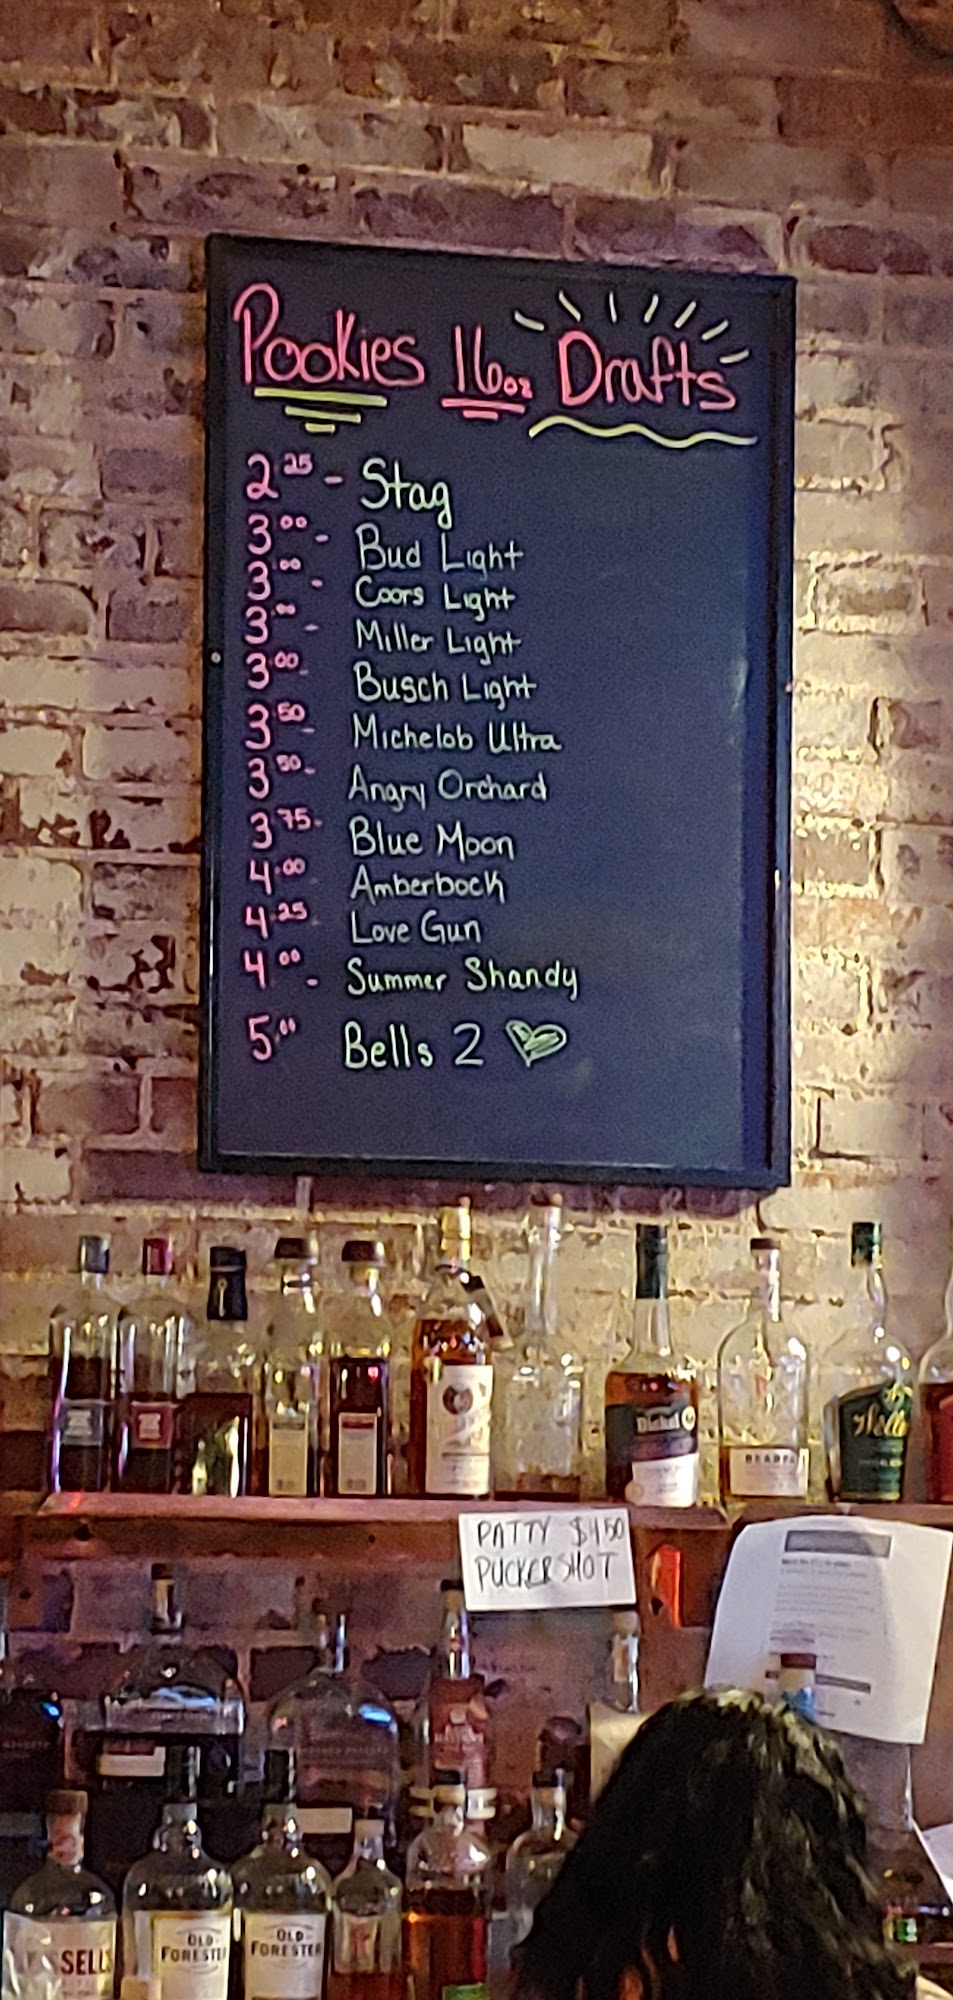 Pookies 16oz Drafts
2.25 - Stag
3.00 - Bud Light
3.00 - Coors Light
3.00 - Miller Light
3.00 - Busch Light
3.50 - Michelob Ultra
3.50 - Angry Orchard
3.75 - Blue Moon
4.00 Amberbock
4.25 Love Gun
4.00 - Summer Shandy
5.00 Bells 2 ♡
PATTY $4.50
PUCKER SHOT
OLD FORESTER
OLD FORESTER